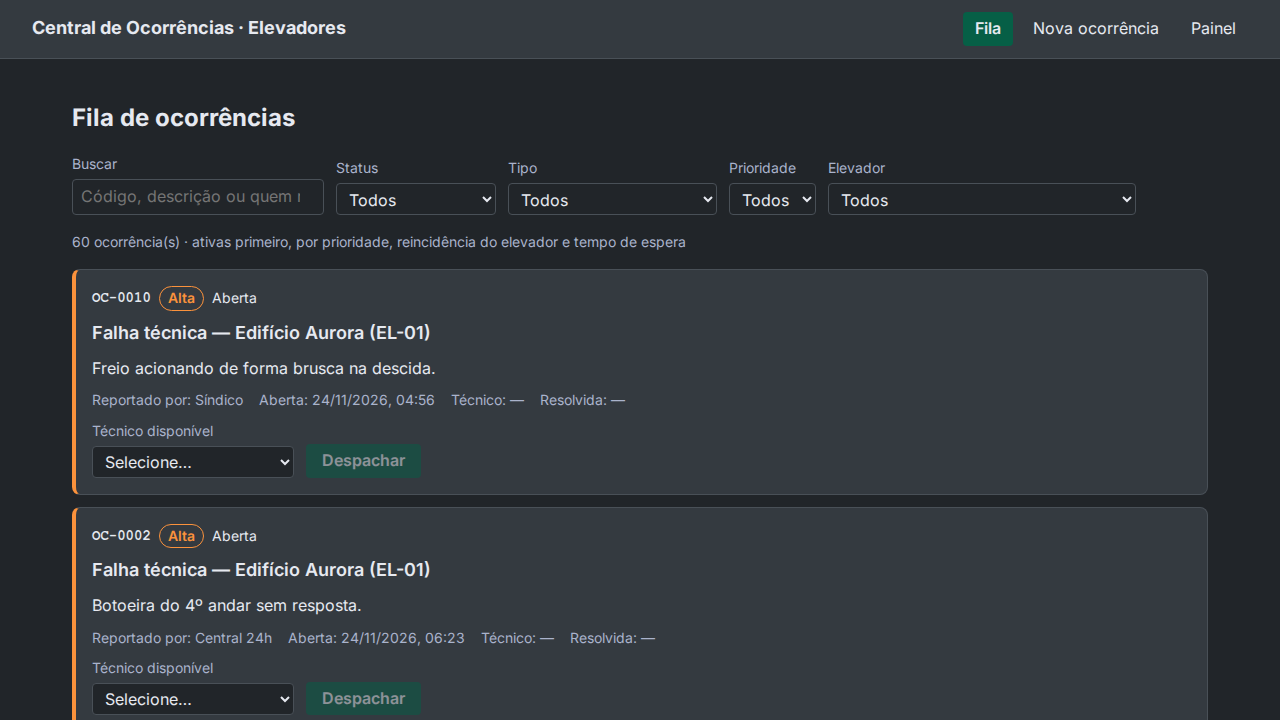 Central de Ocorrências · Elevadores
Fila
Nova ocorrência
Painel
Fila de ocorrências
Buscar
Status
Tipo
Prioridade
Elevador
Código, descrição ou quem
Todos
Todos
Todos
Todos
60 ocorrência(s) · ativas primeiro, por prioridade, reincidência do elevador e tempo de espera
OC-0010 Alta Aberta
Falha técnica — Edifício Aurora (EL-01)
Freio acionando de forma brusca na descida.
Reportado por: Síndico Aberta: 24/11/2026, 04:56 Técnico: — Resolvida: —
Técnico disponível
Selecione... Despachar
OC-0002 Alta Aberta
Falha técnica — Edifício Aurora (EL-01)
Botoeira do 4º andar sem resposta.
Reportado por: Central 24h Aberta: 24/11/2026, 06:23 Técnico: — Resolvida: —
Técnico disponível
Selecione... Despachar